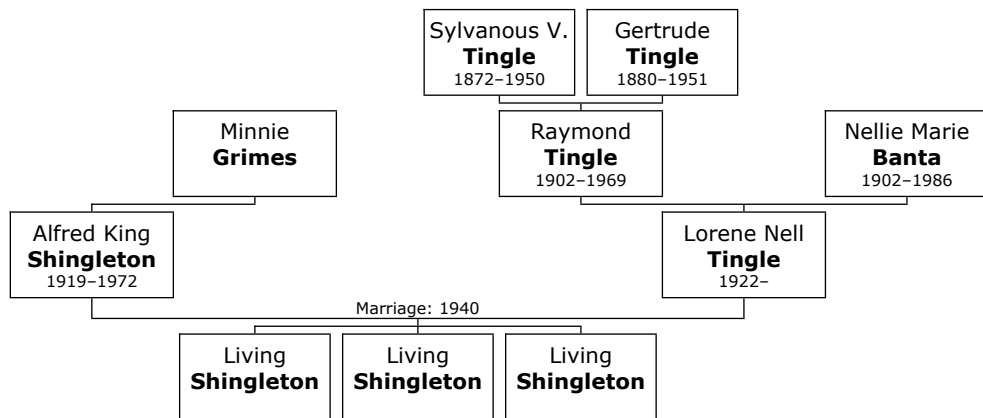 Sylvanous V.
Tingle
1872–1950
Gertrude
Tingle
1880–1951
Minnie
Grimes
Raymond
Tingle
1902–1969
Nellie Marie
Banta
1902–1986
Alfred King
Shingleton
1919–1972
Lorene Nell
Tingle
1922–
Marriage: 1940
Living
Shingleton
Living
Shingleton
Living
Shingleton